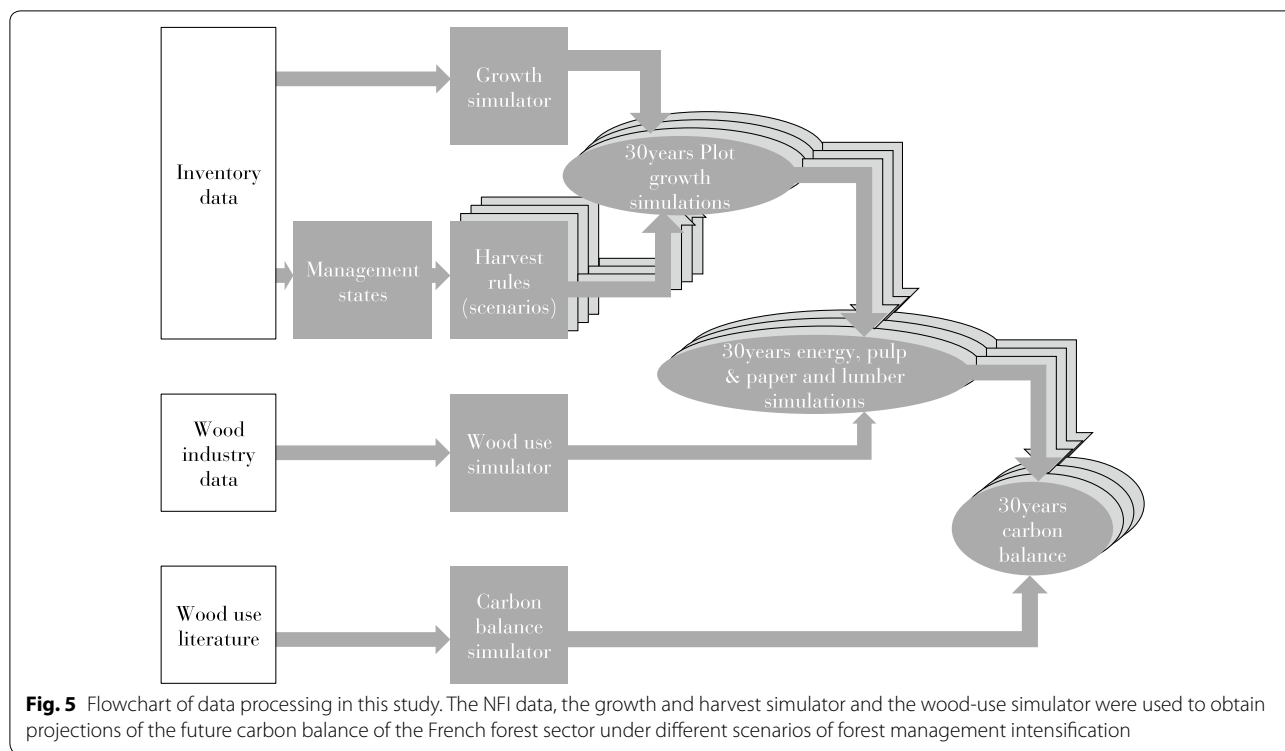 Inventory
data
Growth
simulator
30years Plot
growth
simulations
Management
states
Harvest
rules
(scenarios)
30years energy, pulp
& paper and lumber
simulations
Wood
industry
data
Wood use
simulator
30years
carbon
balance
Wood use
literature
Carbon
balance
simulator
Fig. 5 Flowchart of data processing in this study. The NFI data, the growth and harvest simulator and the wood-use simulator were used to obtain
projections of the future carbon balance of the French forest sector under different scenarios of forest management intensification